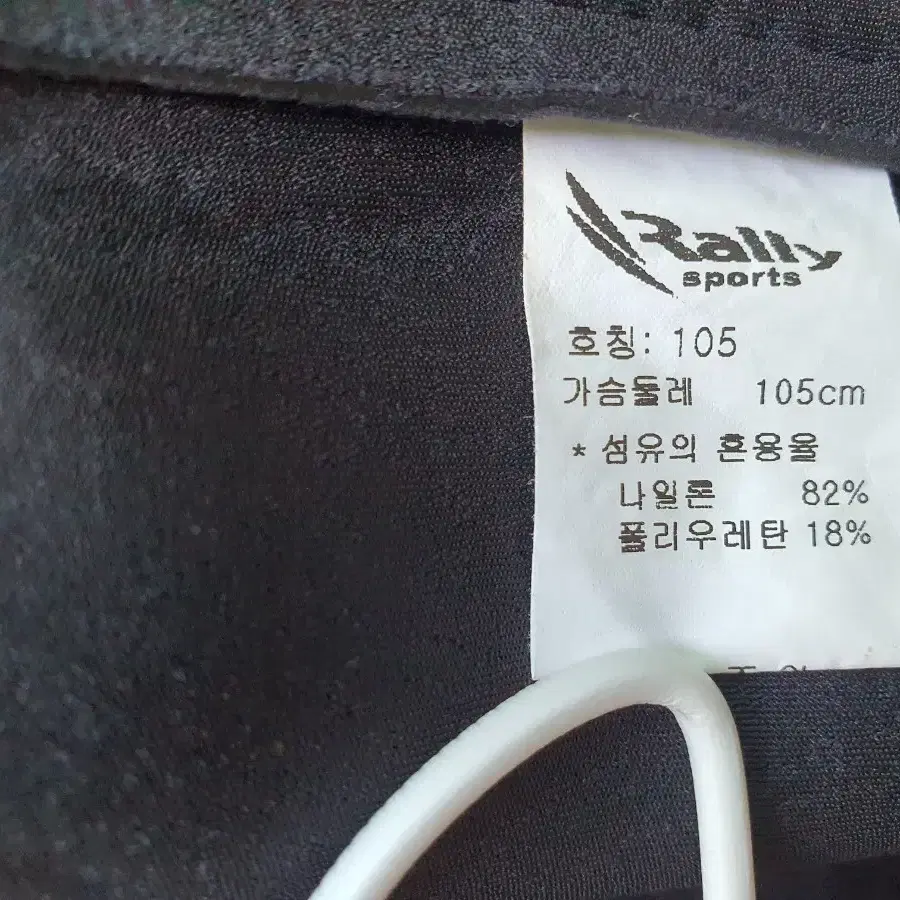 Rally
sports
호칭: 105
가슴둘레 105cm
* 섬유의 혼용율
나일론 82%
폴리우레탄 18%